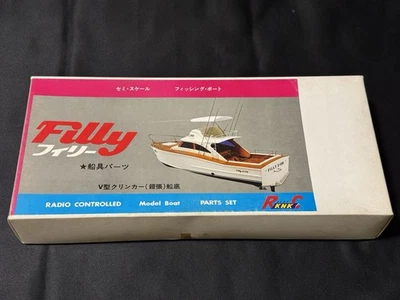 セミ・スケール フィッシング・ボート
Filly
フィリー
★船具パーツ
V型クリンカー(鎧張)船底
RADIO CONTROLLED Model Boat PARTS SET
RKNKC